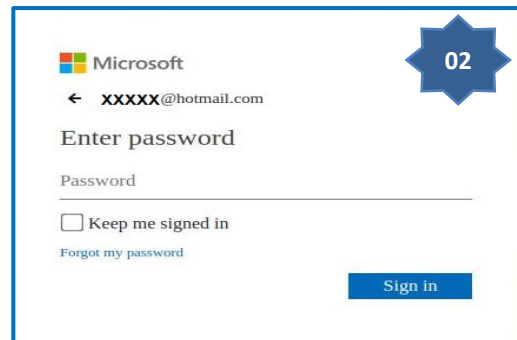 Microsoft
02
← XXXXX@hotmail.com
Enter password
Password
Keep me signed in
Forgot my password
Sign in